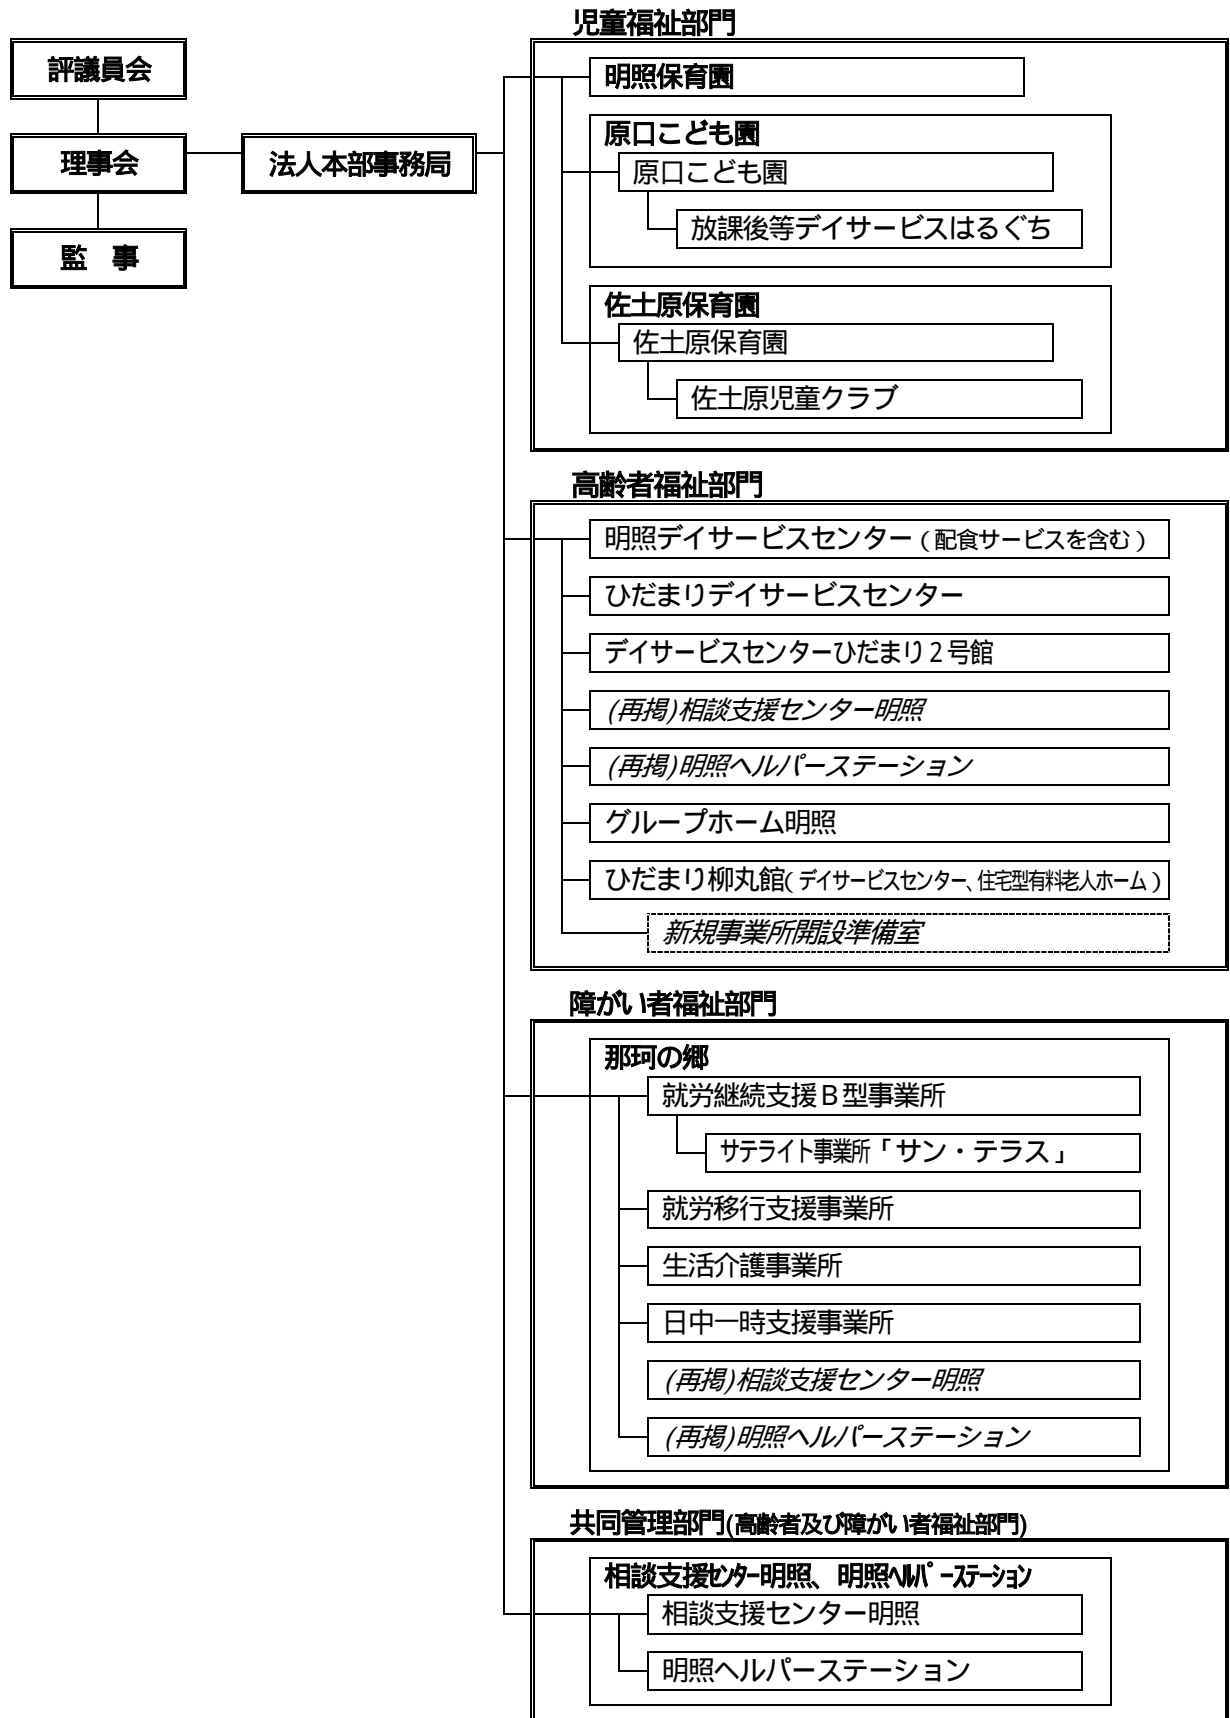 評議員会
理事会
監　事
法人本部事務局
児童福祉部門
明照保育園
原口こども園
原口こども園
放課後等デイサービスはるぐち
佐土原保育園
佐土原保育園
佐土原児童クラブ
高齢者福祉部門
明照デイサービスセンター(配食サービスを含む)
ひだまりデイサービスセンター
デイサービスセンターひだまり２号館
(再掲)相談支援センター明照
(再掲)明照ヘルパーステーション
グループホーム明照
ひだまり柳丸館(デイサービスセンター、住宅型有料老人ホーム)
新規事業所開設準備室
障がい者福祉部門
那珂の郷
就労継続支援Ｂ型事業所
サテライト事業所「サン・テラス」
就労移行支援事業所
生活介護事業所
日中一時支援事業所
(再掲)相談支援センター明照
(再掲)明照ヘルパーステーション
共同管理部門(高齢者及び障がい者福祉部門)
相談支援ｾﾝﾀｰ明照、明照ﾍﾙﾊﾟｰｽﾃｰｼｮﾝ
相談支援センター明照
明照ヘルパーステーション